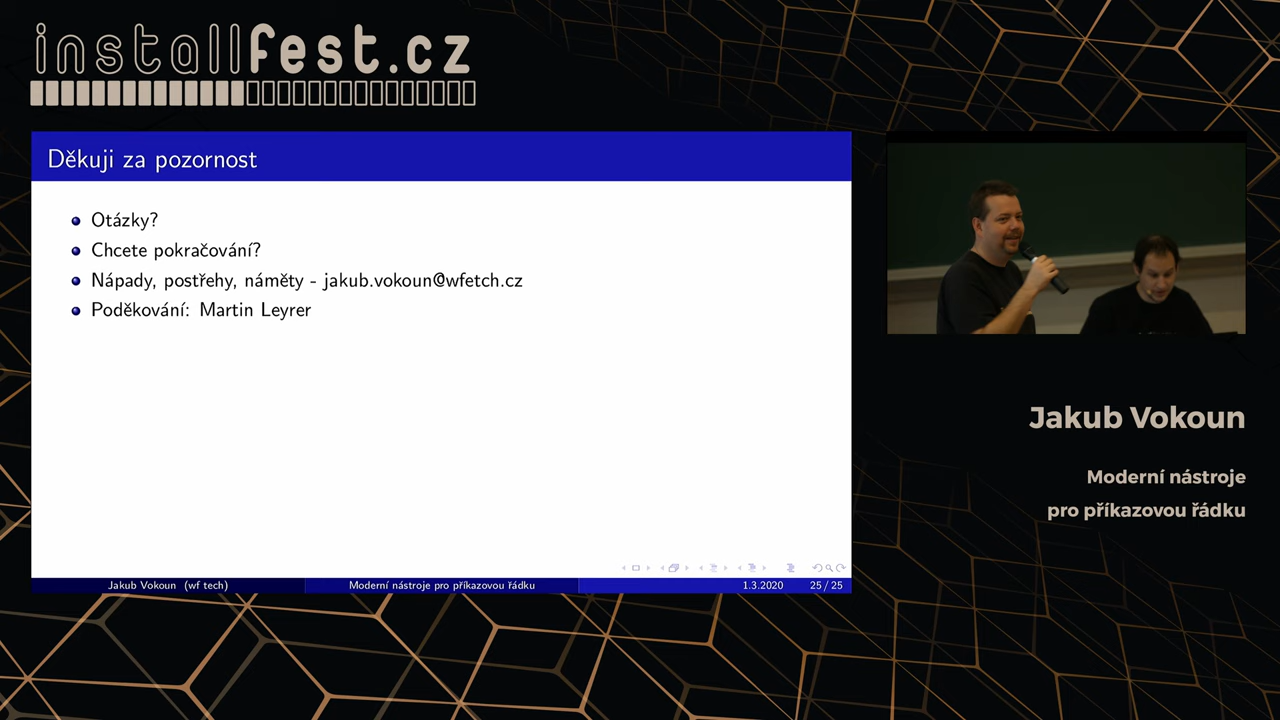 installfest.cz
Děkuji za pozornost
Otázky?
Chcete pokračování?
Nápady, postřehy, náměty - jakub.vokoun@wfetch.cz
Poděkování: Martin Leyrer
Jakub Vokoun (wf tech)
Moderní nástroje pro příkazovou řádku
1.3.2020
25 / 25
Jakub Vokoun
Moderní nástroje
pro příkazovou řádku